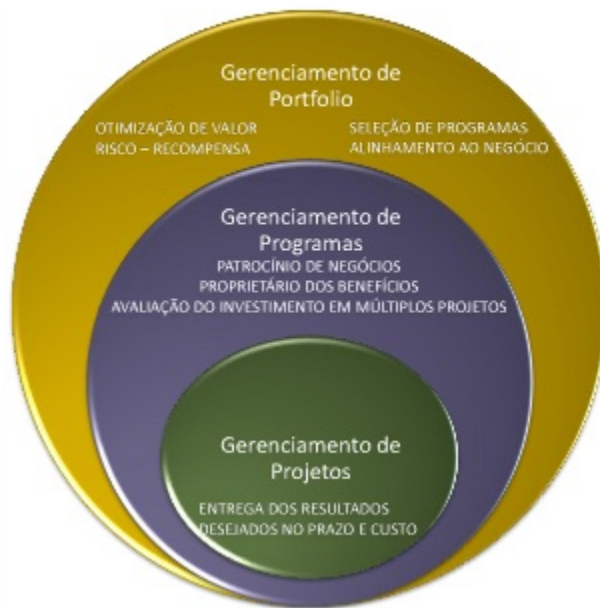 Gerenciamento de
Portfolio
OTIMIZAÇÃO DE VALOR
RISCO – RECOMPENSA
SELEÇÃO DE PROGRAMAS
ALINHAMENTO AO NEGÓCIO
Gerenciamento de
Programas
PATROCÍNIO DE NEGÓCIOS
PROPRIETÁRIO DOS BENEFÍCIOS
AVALIAÇÃO DO INVESTIMENTO EM MÚLTIPLOS PROJETOS
Gerenciamento de
Projetos
ENTREGA DOS RESULTADOS
DESEJADOS NO PRAZO E CUSTO